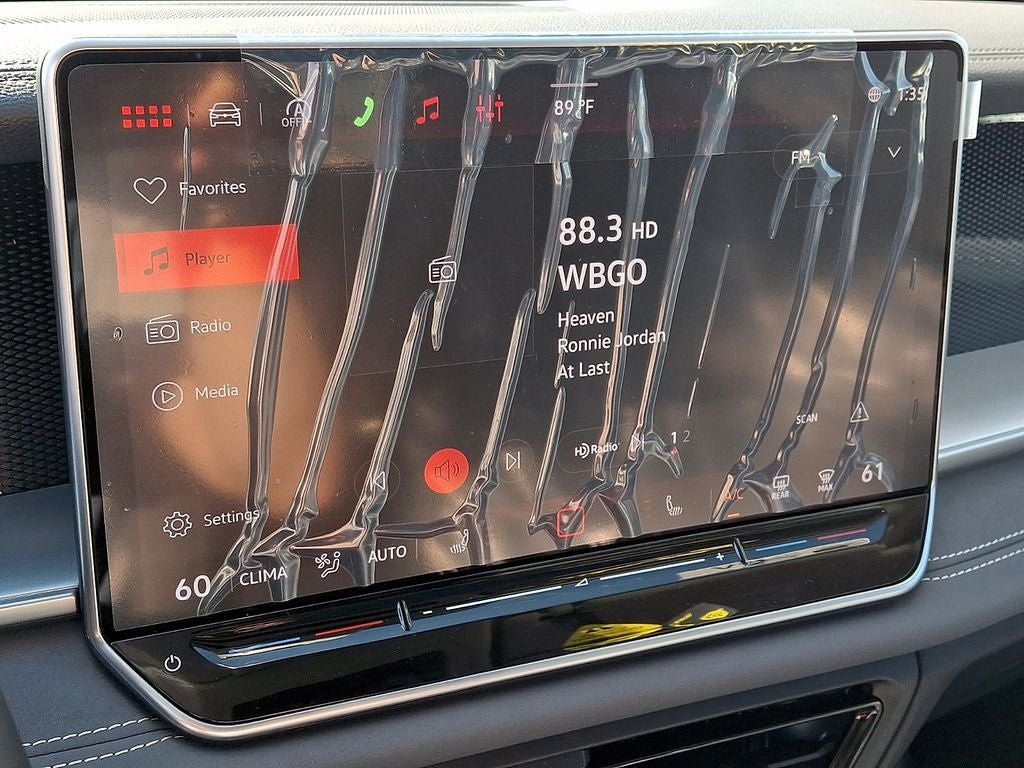 A
OFF
89°F
1:35
FM
Favorites
Player
Radio
Media
Settings
88.3 HD
WBGO
Heaven
Ronnie Jordan
At Last
HD Radio
1 2
SCAN
60
CLIMA
AUTO
A/C
REAR
MAX
61
- +